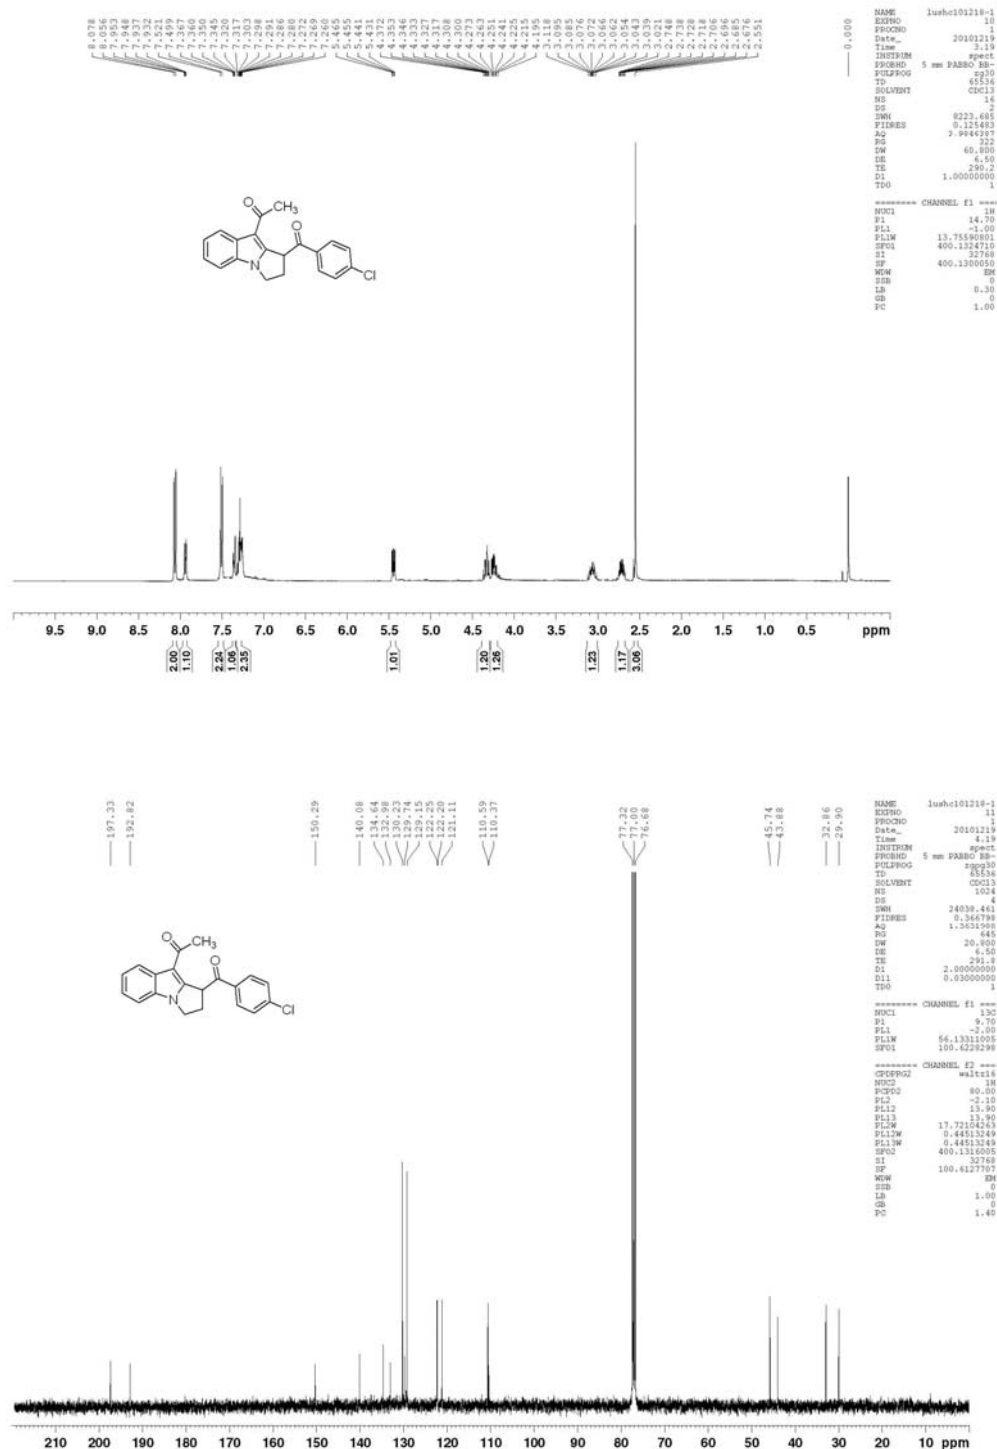 8.078
8.056
7.953
7.948
7.937
7.932
7.521
7.499
7.367
7.360
7.350
7.345
7.320
7.317
7.303
7.298
7.291
7.286
7.280
7.272
7.269
7.260
5.465
5.455
5.441
5.431
4.372
4.353
4.346
4.333
4.327
4.317
4.308
4.300
4.273
4.263
4.251
4.241
4.225
4.215
4.195
3.118
3.095
3.085
3.076
3.072
3.066
3.062
3.054
3.043
3.039
3.021
2.748
2.738
2.728
2.718
2.706
2.696
2.685
2.676
2.551
0.000
NAME lushc101218-1
EXPNO 10
PROCNO 1
Date_ 20101219
Time 3.19
INSTRUM spect
PROBHD 5 mm PABBO BB-
PULPROG zg30
TD 65536
SOLVENT CDCl3
NS 16
DS 2
SWH 8223.685
FIDRES 0.125483
AQ 3.9846387
RG 322
DW 60.800
DE 6.50
TE 290.2
D1 1.00000000
TD0 1
======== CHANNEL f1 ====
NUC1 1H
P1 14.70
PL1 -1.00
PL1W 13.75590801
SFO1 400.1324710
SI 32768
SF 400.1300050
WDW EM
SSB 0
LB 0.30
GB 0
PC 1.00
O
CH3
O
N
Cl
9.5 9.0 8.5 8.0 7.5 7.0 6.5 6.0 5.5 5.0 4.5 4.0 3.5 3.0 2.5 2.0 1.5 1.0 0.5 ppm
2.00
1.10
2.24
1.06
2.35
1.01
1.20
1.26
1.23
1.17
3.06
197.33
192.82
150.29
140.08
134.64
132.98
130.23
129.74
129.15
122.25
122.20
121.11
110.59
110.37
77.32
77.00
76.68
45.74
43.88
32.86
29.90
NAME lushc101218-1
EXPNO 11
PROCNO 1
Date_ 20101219
Time 4.19
INSTRUM spect
PROBHD 5 mm PABBO BB-
PULPROG zgpg30
TD 65536
SOLVENT CDCl3
NS 1024
DS 4
SWH 24038.461
FIDRES 0.366798
AQ 1.3631988
RG 645
DW 20.800
DE 6.50
TE 291.8
D1 2.00000000
D11 0.03000000
TD0 1
======== CHANNEL f1 ====
NUC1 13C
P1 9.70
PL1 -2.00
PL1W 56.13311005
SFO1 100.6228298
======== CHANNEL f2 ====
CPDPRG2 waltz16
NUC2 1H
PCPD2 80.00
PL2 -2.10
PL12 13.90
PL13 13.90
PL2W 17.72104263
PL12W 0.44513249
PL13W 0.44513249
SFO2 400.1316005
SI 32768
SF 100.6127707
WDW EM
SSB 0
LB 1.00
GB 0
PC 1.40
O
CH3
O
N
Cl
210 200 190 180 170 160 150 140 130 120 110 100 90 80 70 60 50 40 30 20 10 ppm